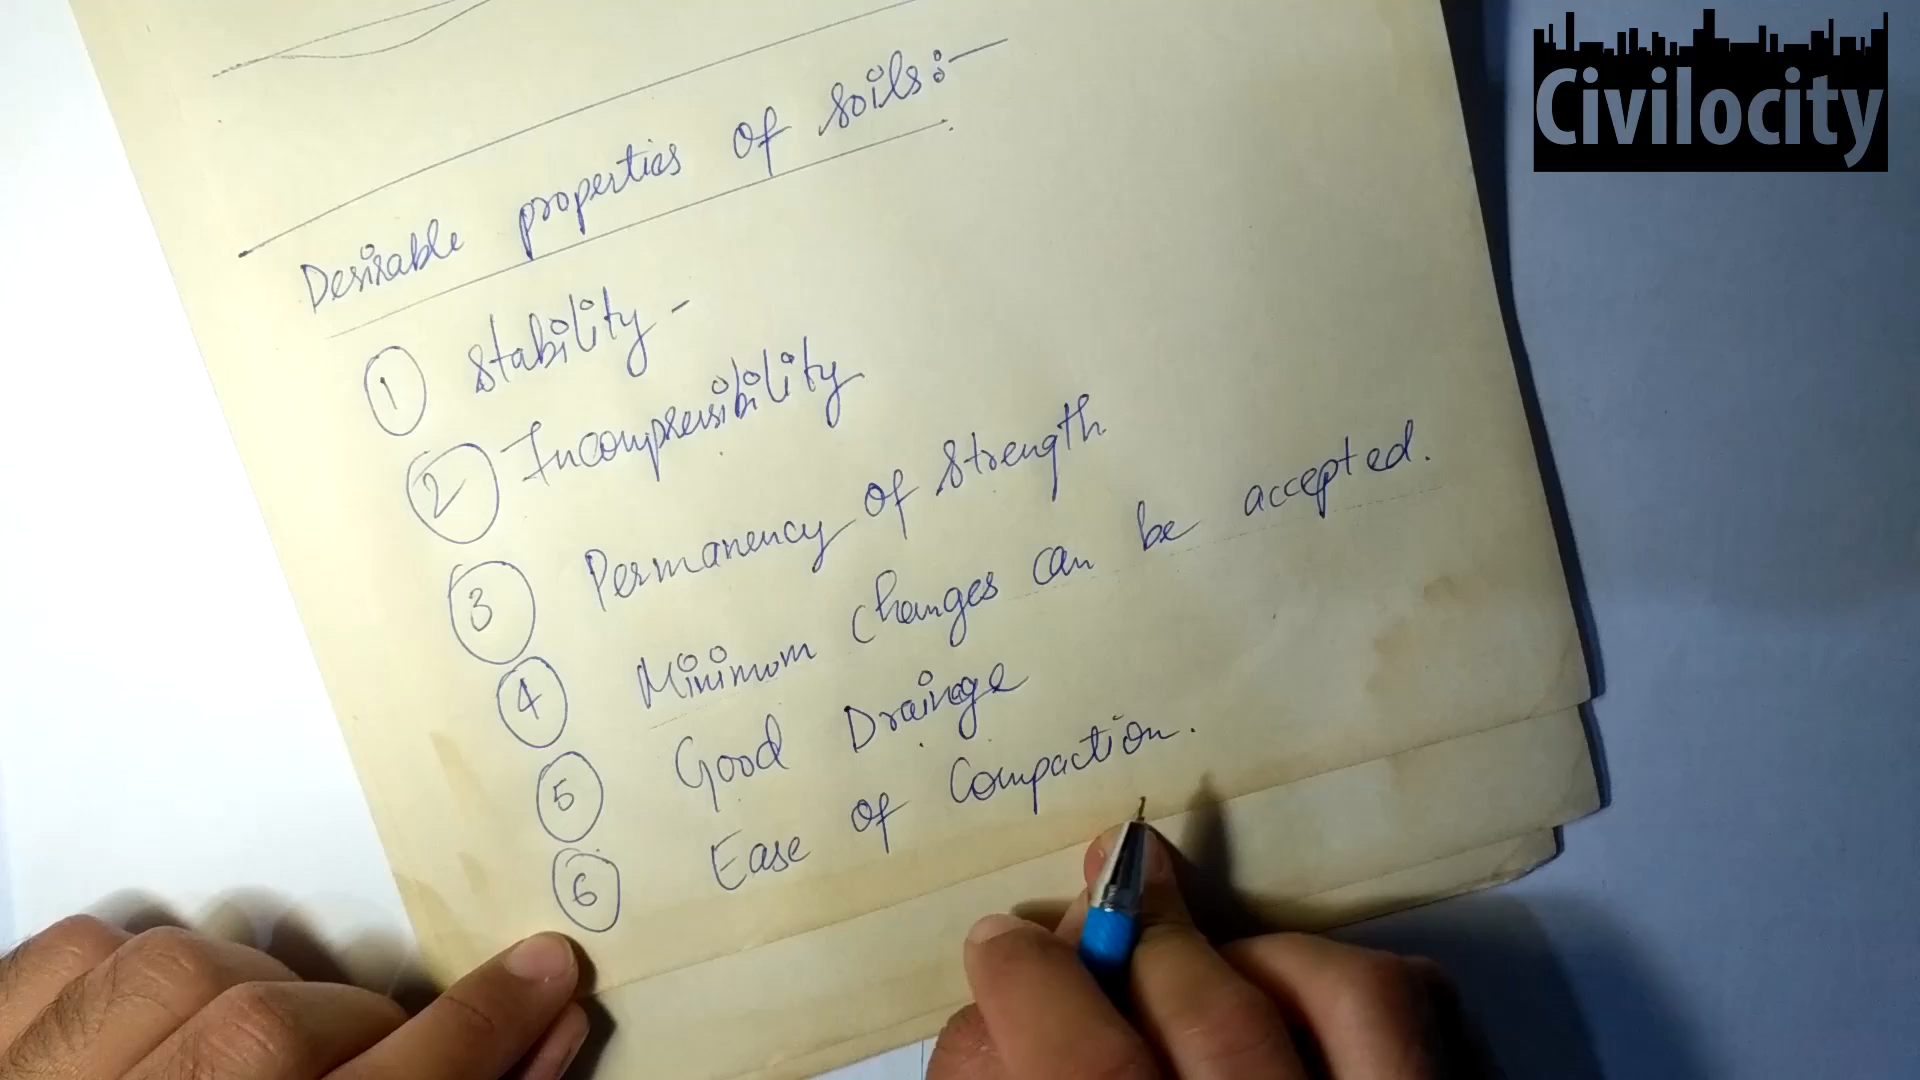 Civilocity
Desirable properties of soils:-
1 Stability -
2 Incompressibility
3 Permanency of strength.
4 Minimum changes can be accepted.
5 Good Drainage
6 Ease of Compaction.